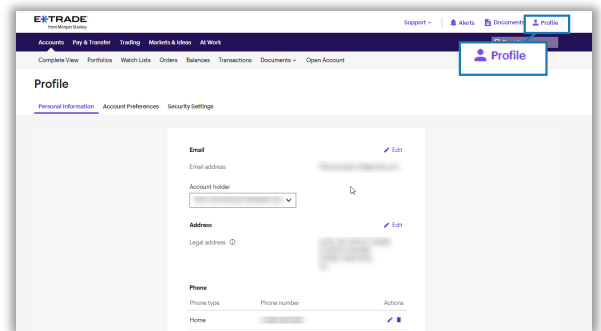 E*TRADE
from Morgan Stanley
Support Alerts Documents Profile
Accounts Pay & Transfer Trading Markets & Ideas At Work
Profile
Complete View Portfolios Watch Lists Orders Balances Transactions Documents Open Account
Profile
Personal Information Account Preferences Security Settings
Email Edit
Email address
Account holder
Address Edit
Legal address
Phone
Phone type Phone number Actions
Home